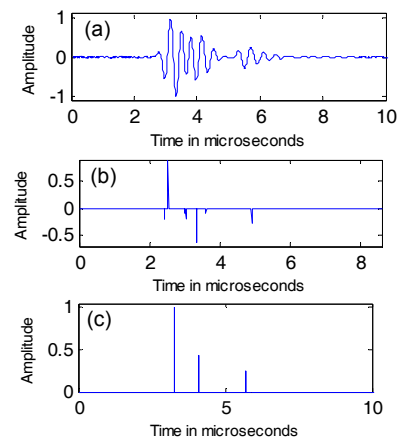 (a)
1
0
-1
Amplitude
0 2 4 6 8 10
Time in microseconds
(b)
0.5
0
-0.5
Amplitude
0 2 4 6 8
Time in microseconds
(c)
1
0.5
0
Amplitude
0 5 10
Time in microseconds